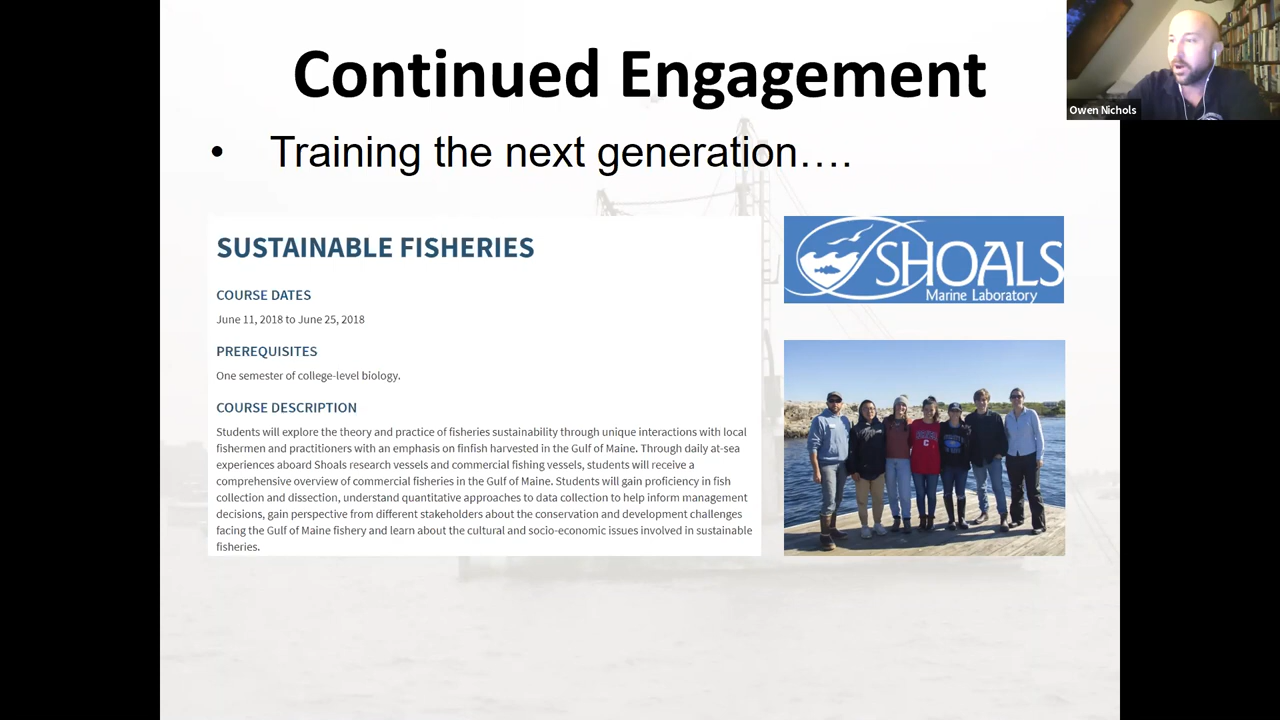 Continued Engagement
Owen Nichols
• Training the next generation....
SUSTAINABLE FISHERIES
COURSE DATES
June 11, 2018 to June 25, 2018
PREREQUISITES
One semester of college-level biology.
COURSE DESCRIPTION
Students will explore the theory and practice of fisheries sustainability through unique interactions with local
fishermen and practitioners with an emphasis on finfish harvested in the Gulf of Maine. Through daily at-sea
experiences aboard Shoals research vessels and commercial fishing vessels, students will receive a
comprehensive overview of commercial fisheries in the Gulf of Maine. Students will gain proficiency in fish
collection and dissection, understand quantitative approaches to data collection to help inform management
decisions, gain perspective from different stakeholders about the conservation and development challenges
facing the Gulf of Maine fishery and learn about the cultural and socio-economic issues involved in sustainable
fisheries.
SHOALS
Marine Laboratory